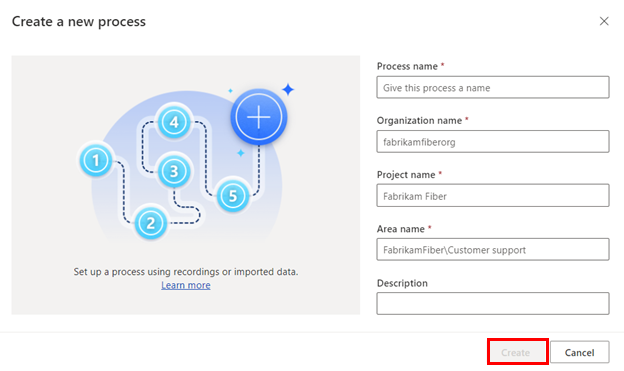 Create a new process
1
2
3
4
5
Set up a process using recordings or imported data.
Learn more
Process name *
Give this process a name
Organization name *
fabrikamfiberorg
Project name *
Fabrikam Fiber
Area name *
FabrikamFiber\Customer support
Description
Create
Cancel